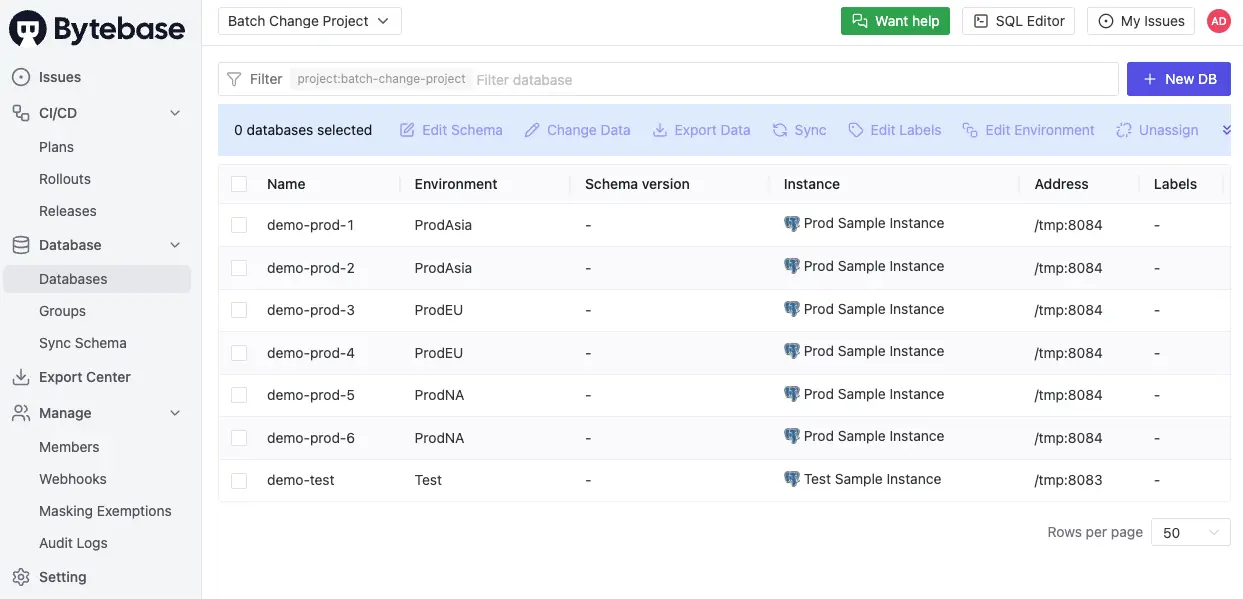 Bytebase
Batch Change Project
Want help
SQL Editor
My Issues
AD
Issues
CI/CD
Plans
Rollouts
Releases
Database
Databases
Groups
Sync Schema
Export Center
Manage
Members
Webhooks
Masking Exemptions
Audit Logs
Setting
Filter project:batch-change-project Filter database
New DB
0 databases selected Edit Schema Change Data Export Data Sync Edit Labels Edit Environment Unassign
Name Environment Schema version Instance Address Labels
demo-prod-1 ProdAsia - Prod Sample Instance /tmp:8084 -
demo-prod-2 ProdAsia - Prod Sample Instance /tmp:8084 -
demo-prod-3 ProdEU - Prod Sample Instance /tmp:8084 -
demo-prod-4 ProdEU - Prod Sample Instance /tmp:8084 -
demo-prod-5 ProdNA - Prod Sample Instance /tmp:8084 -
demo-prod-6 ProdNA - Prod Sample Instance /tmp:8084 -
demo-test Test - Test Sample Instance /tmp:8083 -
Rows per page 50